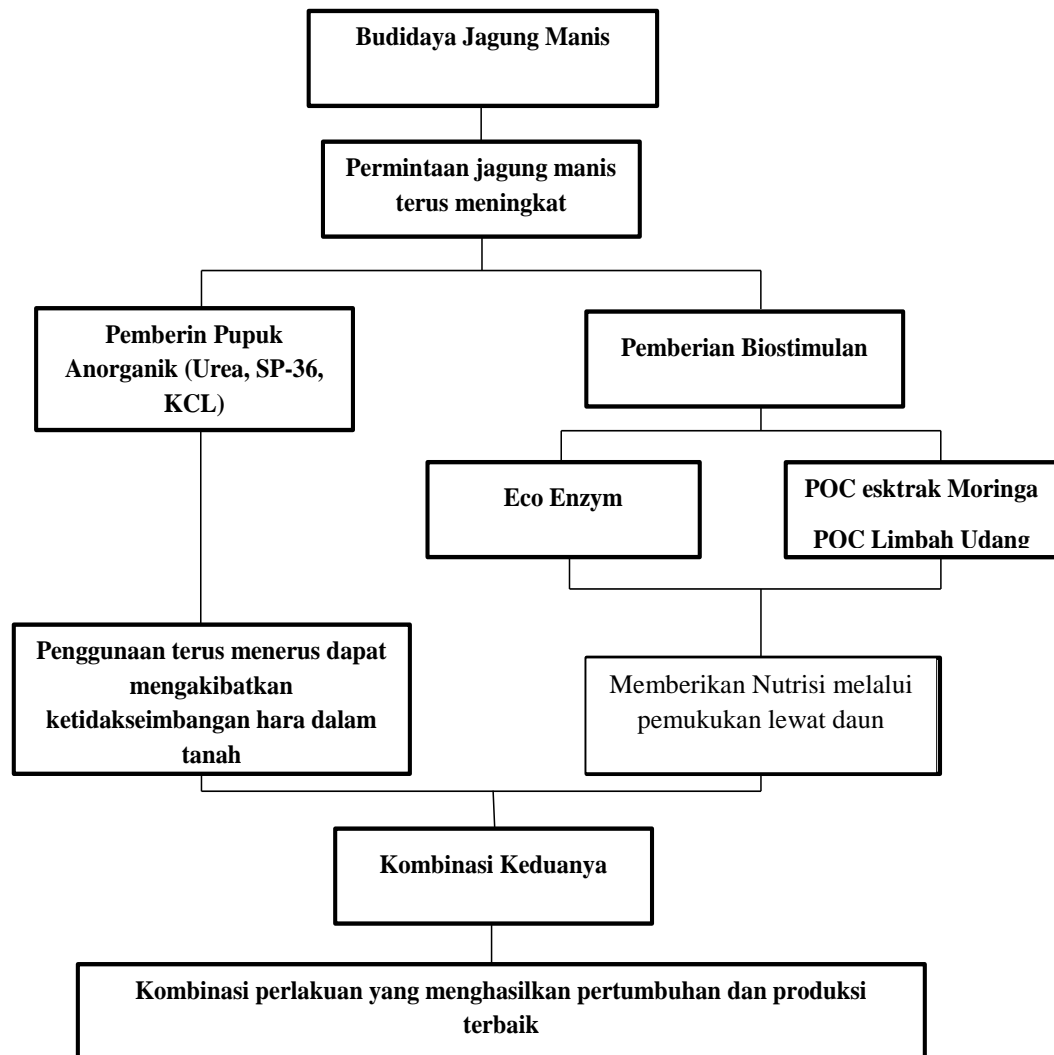 Budidaya Jagung Manis
Permintaan jagung manis
terus meningkat
Pemberin Pupuk
Anorganik (Urea, SP-36,
KCL)
Pemberian Biostimulan
Eco Enzym
POC esktrak Moringa
POC Limbah Udang
Penggunaan terus menerus dapat
mengakibatkan
ketidakseimbangan hara dalam
tanah
Memberikan Nutrisi melalui
pemukukan lewat daun
Kombinasi Keduanya
Kombinasi perlakuan yang menghasilkan pertumbuhan dan produksi
terbaik